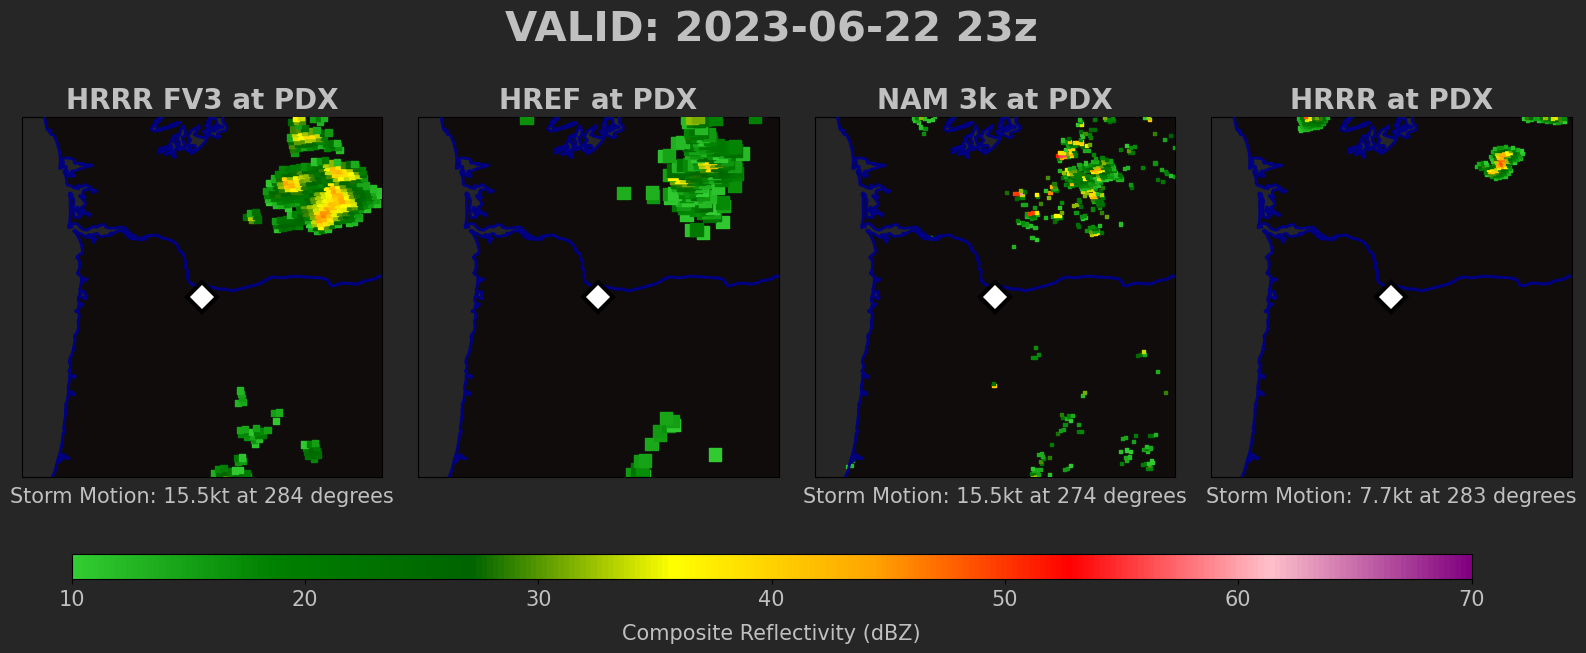 VALID: 2023-06-22 23z
HRRR FV3 at PDX
HREF at PDX
NAM 3k at PDX
HRRR at PDX
Storm Motion: 15.5kt at 284 degrees
Storm Motion: 15.5kt at 274 degrees
Storm Motion: 7.7kt at 283 degrees
10 20 30 40 50 60 70
Composite Reflectivity (dBZ)